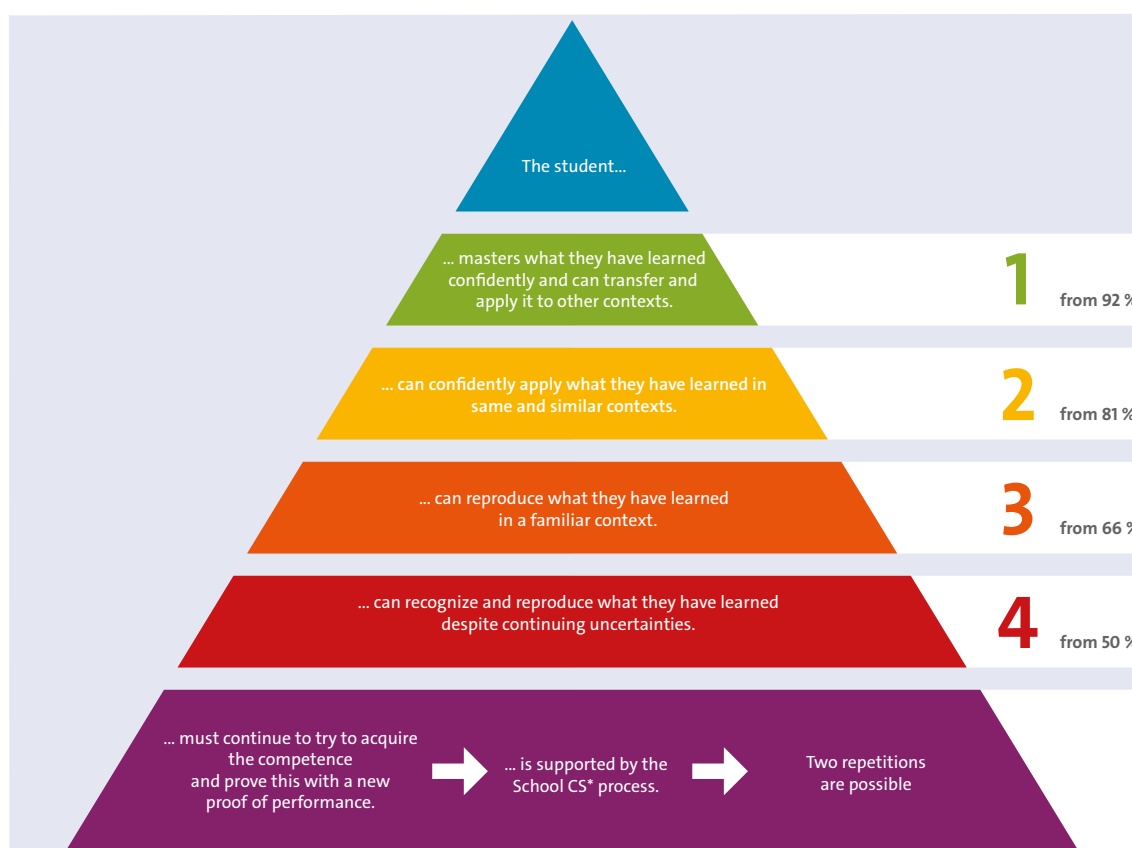 The student...
... masters what they have learned
confidently and can transfer and
apply it to other contexts.
1
from 92 %
... can confidently apply what they have learned in
same and similar contexts.
2
from 81 %
... can reproduce what they have learned
in a familiar context.
3
from 66 %
... can recognize and reproduce what they have learned
despite continuing uncertainties.
4
from 50 %
... must continue to try to acquire
the competence
and prove this with a new
proof of performance.
... is supported by the
School CS* process.
Two repetitions
are possible